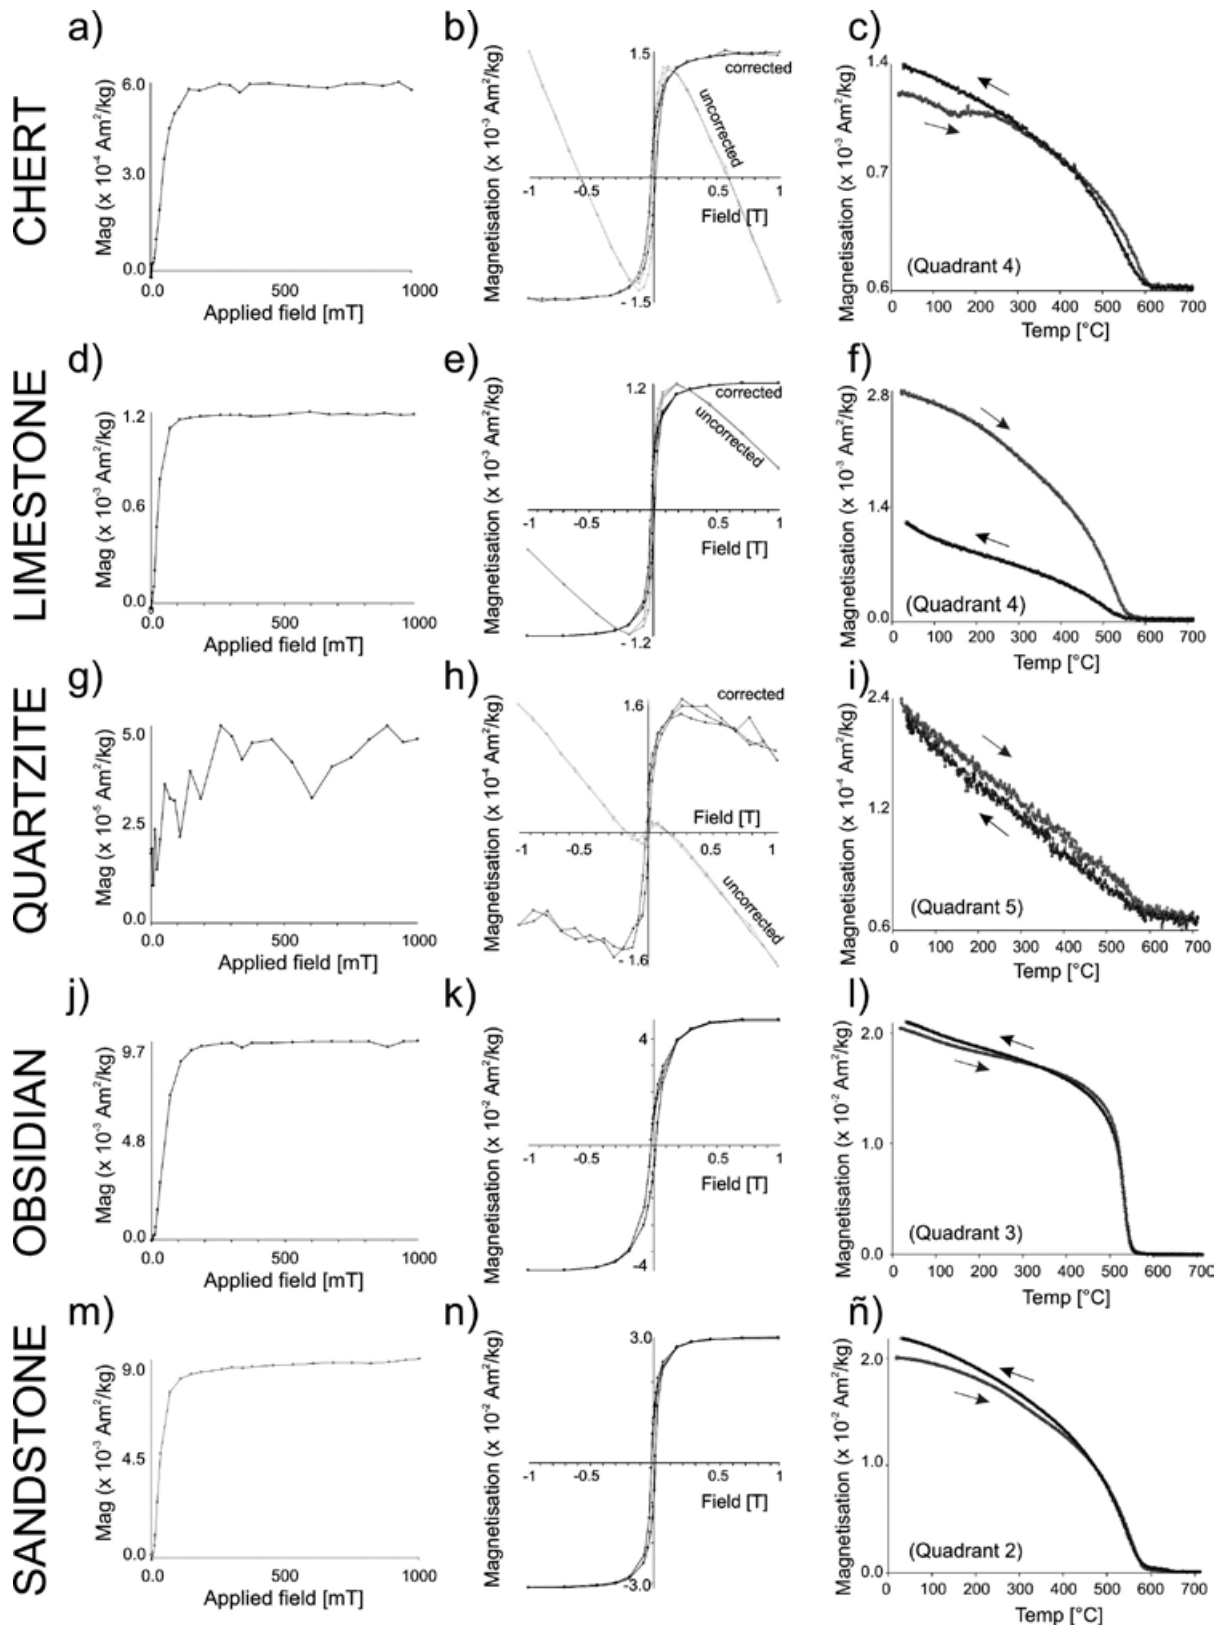 CHERT
a)
Mag (x 10⁻⁴ Am²/kg)
6.0
3.0
0.0
0.0
500
1000
Applied field [mT]
b)
Magnetisation (x 10⁻³ Am²/kg)
1.5
corrected
uncorrected
-1
-0.5
0.5
1
Field [T]
-1.5
c)
Magnetisation (x 10⁻³ Am²/kg)
1.4
0.7
0.6
(Quadrant 4)
0
100
200
300
400
500
600
700
Temp [°C]
LIMESTONE
d)
Mag (x 10⁻³ Am²/kg)
1.2
0.6
0.0
0.0
500
1000
Applied field [mT]
e)
Magnetisation (x 10⁻³ Am²/kg)
1.2
corrected
uncorrected
-1
-0.5
0.5
1
Field [T]
-1.2
f)
Magnetisation (x 10⁻³ Am²/kg)
2.8
1.4
0.0
(Quadrant 4)
0
100
200
300
400
500
600
700
Temp [°C]
QUARTZITE
g)
Mag (x 10⁻⁵ Am²/kg)
5.0
2.5
0.0
0.0
500
1000
Applied field [mT]
h)
Magnetisation (x 10⁻⁴ Am²/kg)
1.6
corrected
Field [T]
-1
-0.5
0.5
1
uncorrected
-1.6
i)
Magnetisation (x 10⁻⁴ Am²/kg)
2.4
1.2
0.6
(Quadrant 5)
0
100
200
300
400
500
600
700
Temp [°C]
OBSIDIAN
j)
Mag (x 10⁻³ Am²/kg)
9.7
4.8
0.0
0.0
500
1000
Applied field [mT]
k)
Magnetisation (x 10⁻² Am²/kg)
4
-1
-0.5
0.5
1
Field [T]
-4
l)
Magnetisation (x 10⁻² Am²/kg)
2.0
1.0
0.0
(Quadrant 3)
0
100
200
300
400
500
600
700
Temp [°C]
SANDSTONE
m)
Mag (x 10⁻³ Am²/kg)
9.0
4.5
0.0
0.0
500
1000
Applied field [mT]
n)
Magnetisation (x 10⁻² Am²/kg)
3.0
-1
-0.5
0.5
1
Field [T]
-3.0
ñ)
Magnetisation (x 10⁻² Am²/kg)
2.0
1.0
0.0
(Quadrant 2)
0
100
200
300
400
500
600
700
Temp [°C]